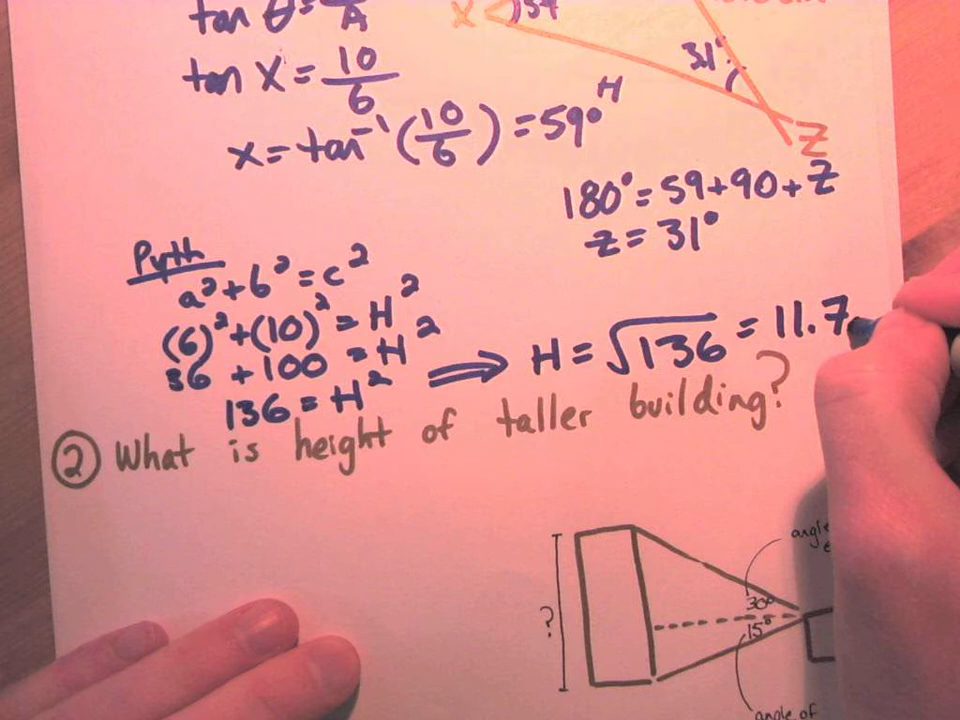 tan θ =
A
tan X = 10/6
x = tan⁻¹ (10/6) = 59°
H
X
31°
Z
180° = 59 + 90 + Z
z = 31°
Pyth
a² + b² = c²
(6)² + (10)² = H²
36 + 100 = H²
136 = H²
⇒ H = √136 = 11.7
② What is height of taller building?
?
30°
15°
angle of